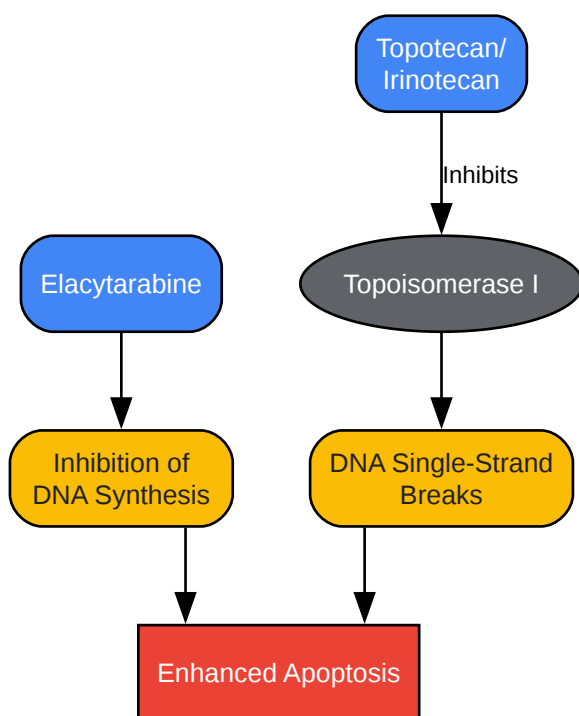 Topotecan/
Irinotecan
Inhibits
Elacytarabine
Topoisomerase I
Inhibition of
DNA Synthesis
DNA Single-Strand
Breaks
Enhanced Apoptosis